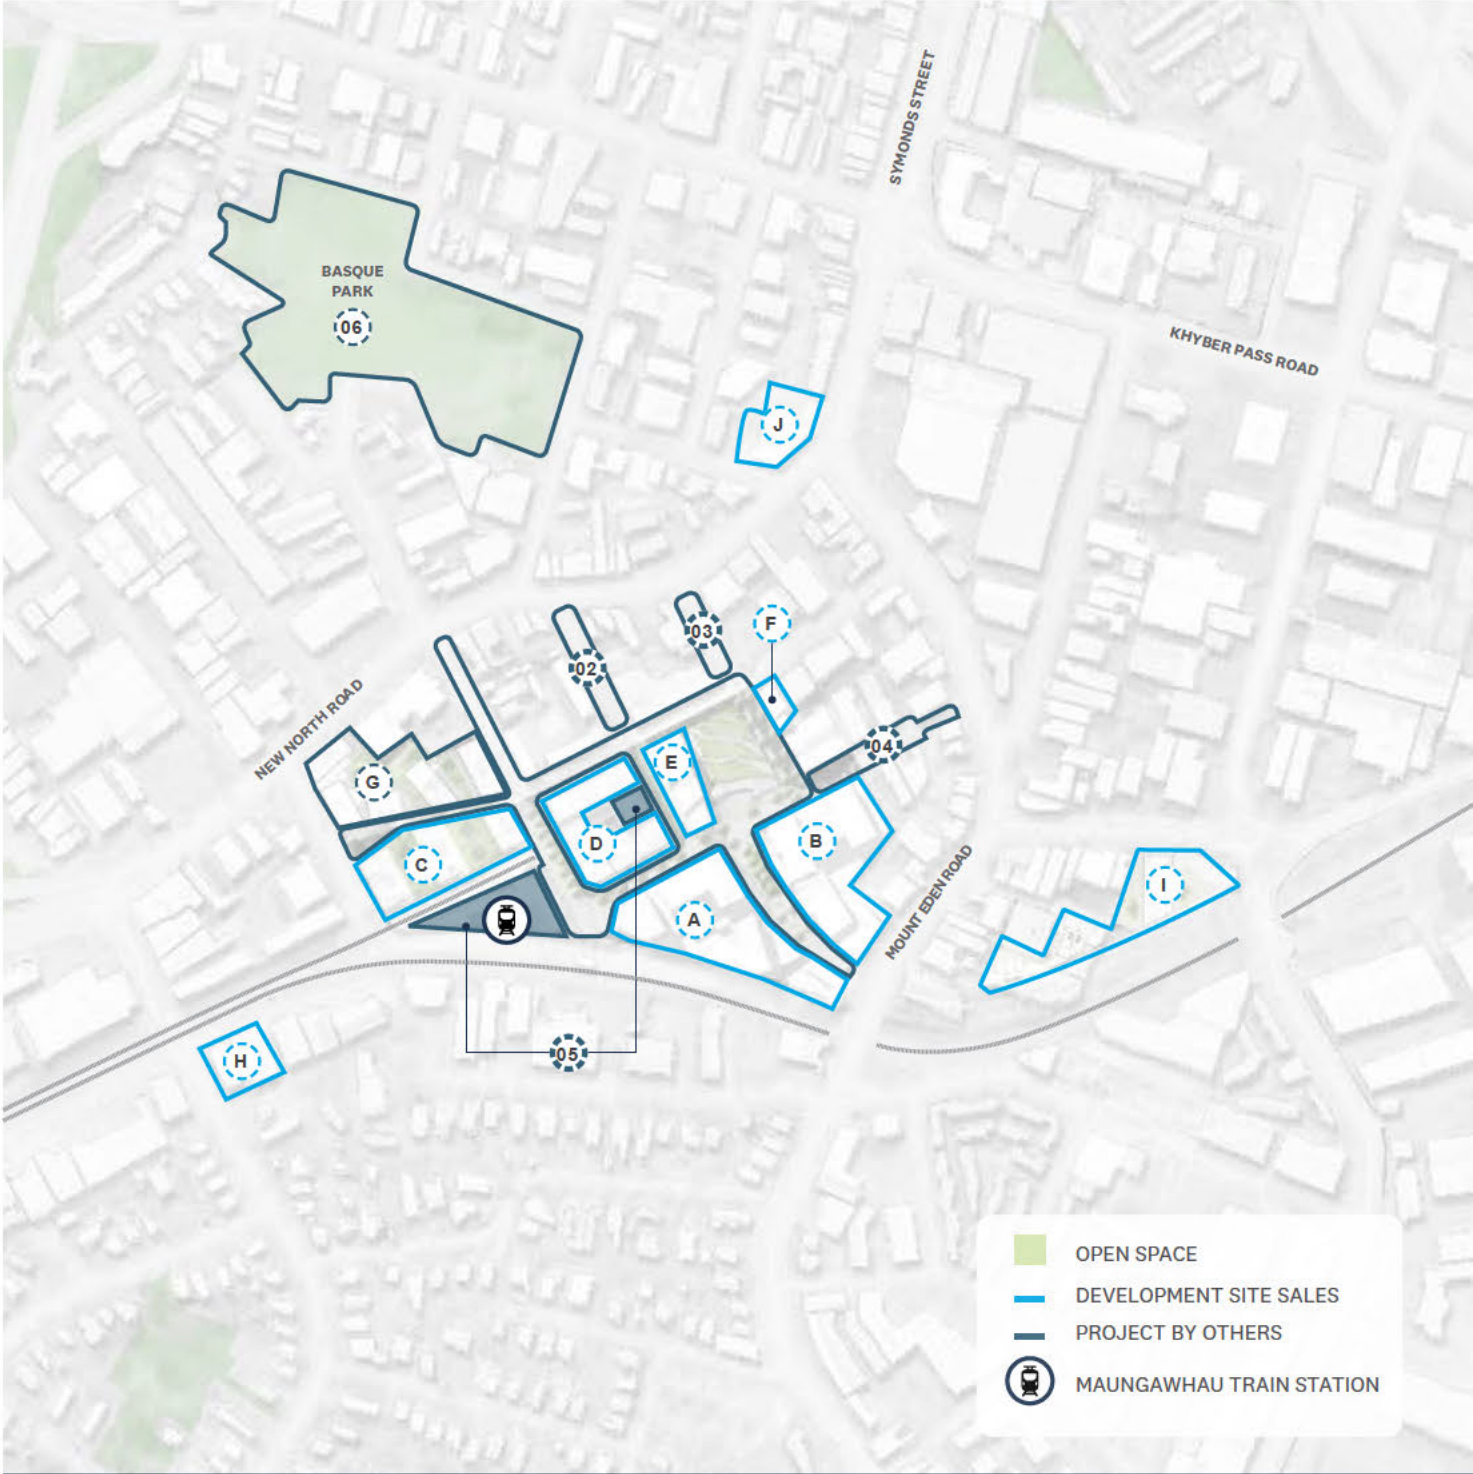 SYMONDS STREET
BASQUE
PARK
06
KHYBER PASS ROAD
J
F
03
02
NEW NORTH ROAD
04
E
G
B
D
C
MOUNT EDEN ROAD
I
A
05
H
OPEN SPACE
DEVELOPMENT SITE SALES
PROJECT BY OTHERS
MAUNGAWHAU TRAIN STATION